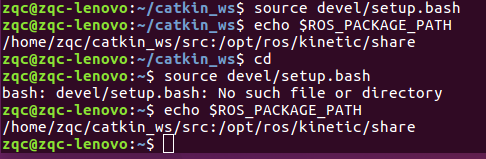 zqc@zqc-lenovo:~/catkin_ws$ source devel/setup.bash
zqc@zqc-lenovo:~/catkin_ws$ echo $ROS_PACKAGE_PATH
/home/zqc/catkin_ws/src:/opt/ros/kinetic/share
zqc@zqc-lenovo:~/catkin_ws$ cd
zqc@zqc-lenovo:~$ source devel/setup.bash
bash: devel/setup.bash: No such file or directory
zqc@zqc-lenovo:~$ echo $ROS_PACKAGE_PATH
/home/zqc/catkin_ws/src:/opt/ros/kinetic/share
zqc@zqc-lenovo:~$